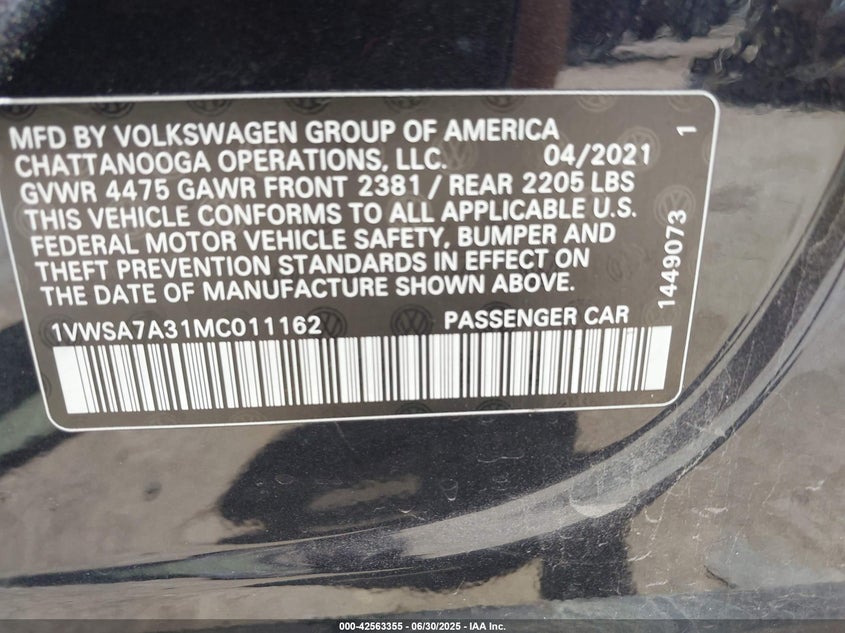 MFD BY VOLKSWAGEN GROUP OF AMERICA
CHATTANOOGA OPERATIONS, LLC. 04/2021
GVWR 4475 GAWR FRONT 2381 / REAR 2205 LBS
THIS VEHICLE CONFORMS TO ALL APPLICABLE U.S.
FEDERAL MOTOR VEHICLE SAFETY, BUMPER AND
THEFT PREVENTION STANDARDS IN EFFECT ON
THE DATE OF MANUFACTURE SHOWN ABOVE.
1VWSA7A31MC011162 PASSENGER CAR
1449073 1
000-42563355 - 06/30/2025 - IAA Inc.